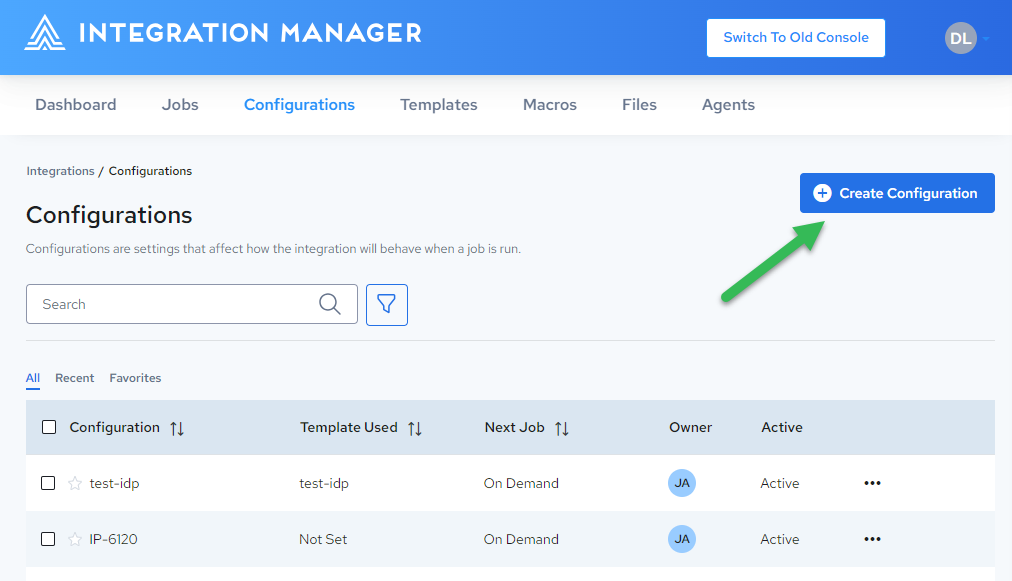 INTEGRATION MANAGER
Switch To Old Console
DL
Dashboard Jobs Configurations Templates Macros Files Agents
Integrations / Configurations
Create Configuration
Configurations
Configurations are settings that affect how the integration will behave when a job is run.
Search
All Recent Favorites
Configuration Template Used Next Job Owner Active
test-idp test-idp On Demand JA Active
IP-6120 Not Set On Demand JA Active